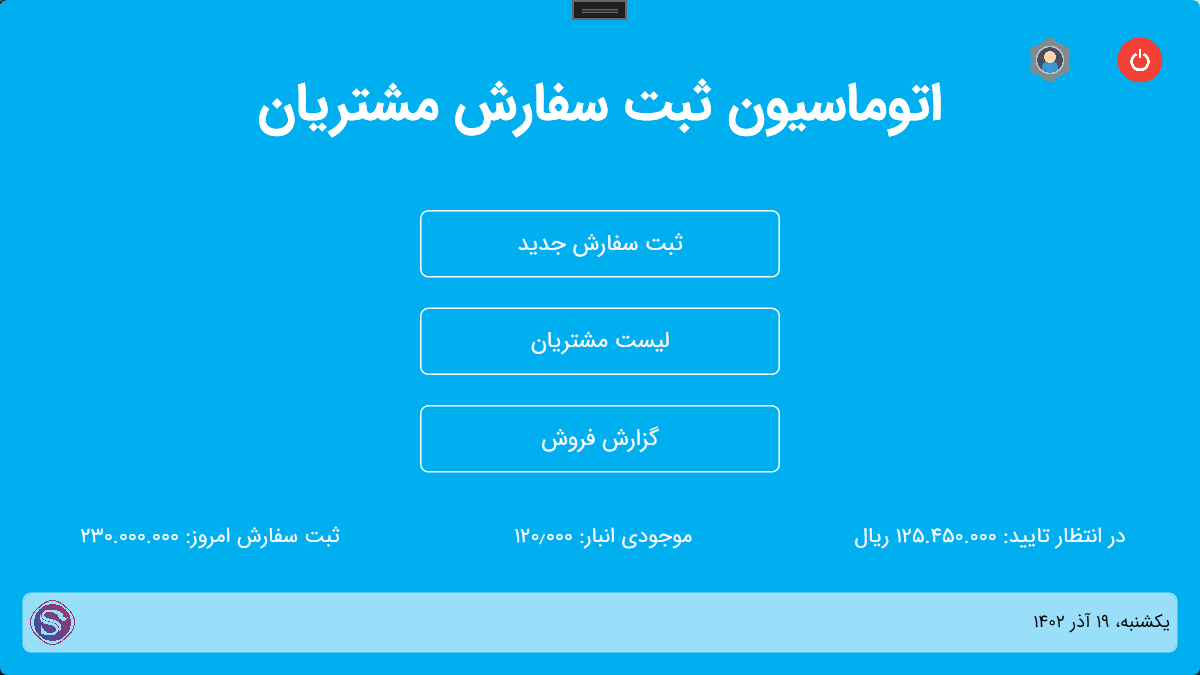 اتوماسیون ثبت سفارش مشتریان
ثبت سفارش جدید
لیست مشتریان
گزارش فروش
در انتظار تایید: ۱۲۵.۴۵۰.۰۰۰ ریال
موجودی انبار: ۱۲۰٫۰۰۰
ثبت سفارش امروز: ۲۳۰.۰۰۰.۰۰۰
یکشنبه، ۱۹ آذر ۱۴۰۲
S